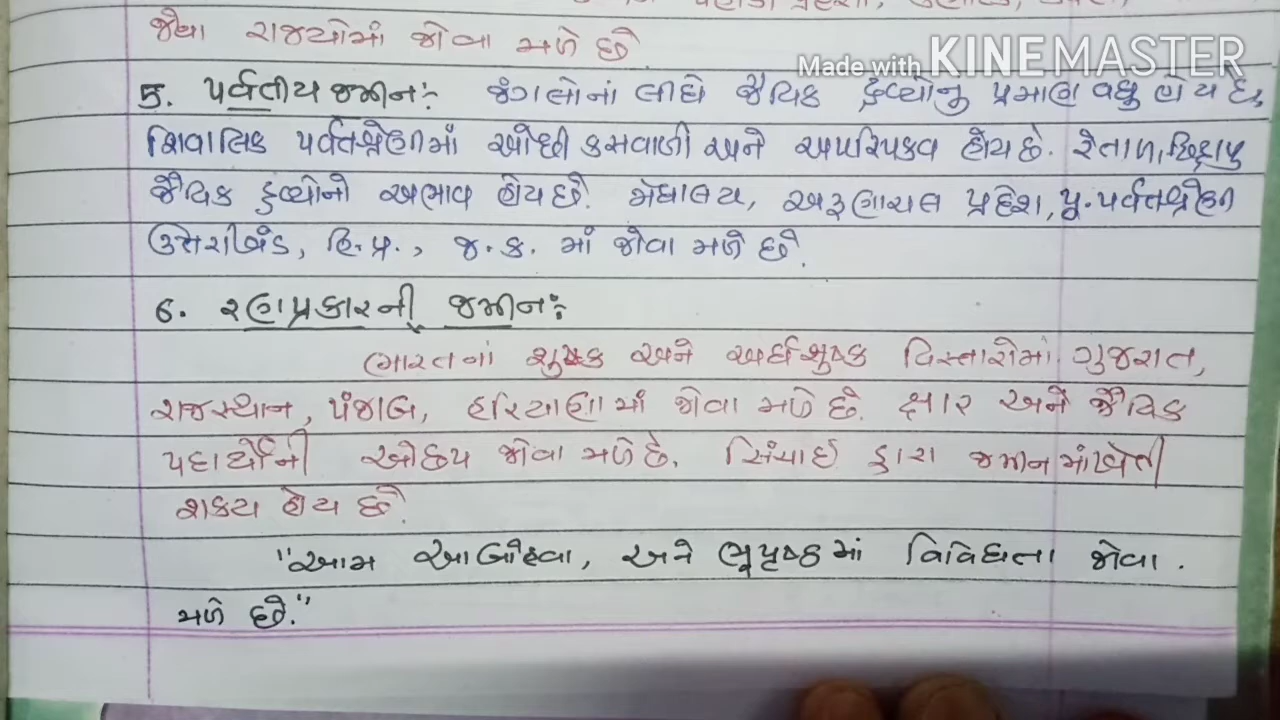 જેવા રાજ્યોમાં જોવા મળે છે.
Made with KINEMASTER
5. પર્વતીય જમીન:- જંગલોનાં લીધે જૈવિક દ્રવ્યોનુ પ્રમાણ વધુ હોય છે,
શિવાલિક પર્વતશ્રેણીમાં ઓછી કસવાળી અને અપરિપક્વ હોય છે. રેતાળ,
જૈવિક દ્રવ્યોનો અભાવ હોય છે. મેઘાલય, અરૂણાચલ પ્રદેશ, પૂ. પર્વતશ્રેણી
ઉત્તરાખંડ, હિ.પ્ર., જ.ક. માં જોવા મળે છે.
6. રણપ્રકારની જમીન:-
ભારતનાં શુષ્ક અને અર્ધશુષ્ક વિસ્તારોમાં ગુજરાત,
રાજસ્થાન, પંજાબ, હરિયાણામાં જોવા મળે છે. ક્ષાર અને જૈવિક
પદાર્થોની ઓછપ જોવા મળે છે. સિંચાઈ દ્વારા જમીનમાં ખેતી
શક્ય હોય છે.
"આમ આબોહવા, અને ભૂપૃષ્ઠમાં વિવિધતા જોવા.
મળે છે."